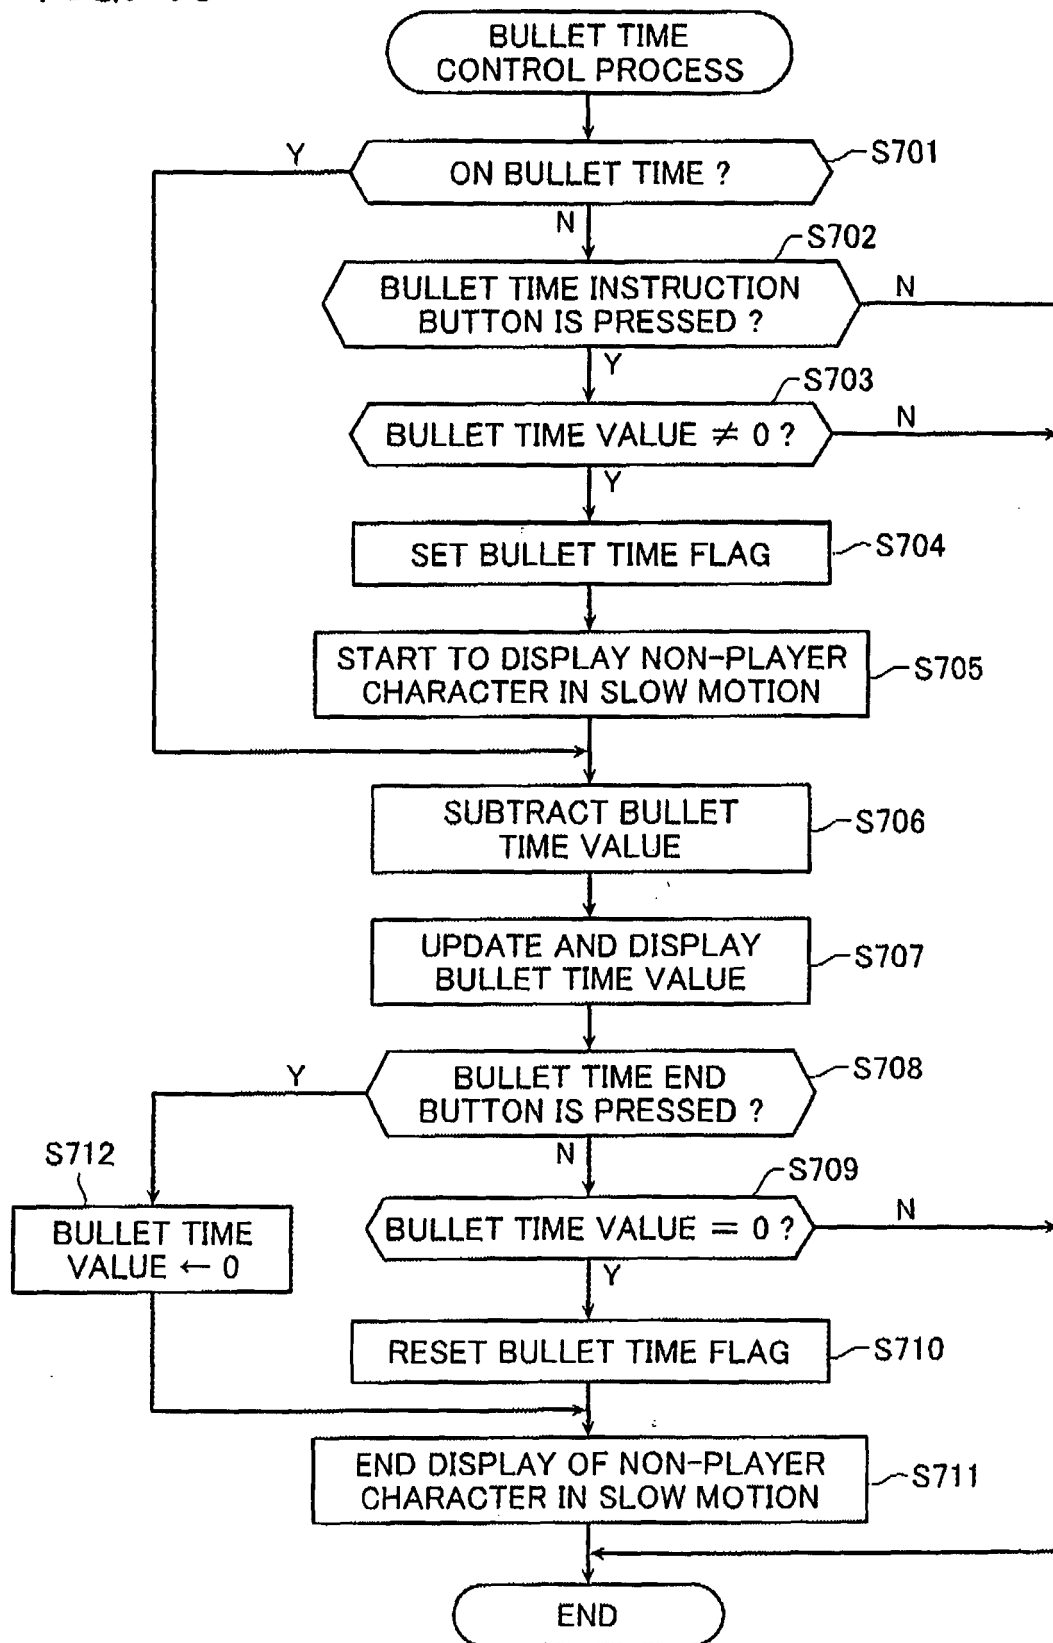 BULLET TIME
CONTROL PROCESS
Y
ON BULLET TIME ?
S701
N
S702
BULLET TIME INSTRUCTION
BUTTON IS PRESSED ?
N
Y
S703
BULLET TIME VALUE ≠ 0 ?
N
Y
SET BULLET TIME FLAG
S704
START TO DISPLAY NON-PLAYER
CHARACTER IN SLOW MOTION
S705
SUBTRACT BULLET
TIME VALUE
S706
UPDATE AND DISPLAY
BULLET TIME VALUE
S707
Y
BULLET TIME END
BUTTON IS PRESSED ?
S708
N
S712
BULLET TIME
VALUE ← 0
S709
BULLET TIME VALUE = 0 ?
N
Y
RESET BULLET TIME FLAG
S710
END DISPLAY OF NON-PLAYER
CHARACTER IN SLOW MOTION
S711
END